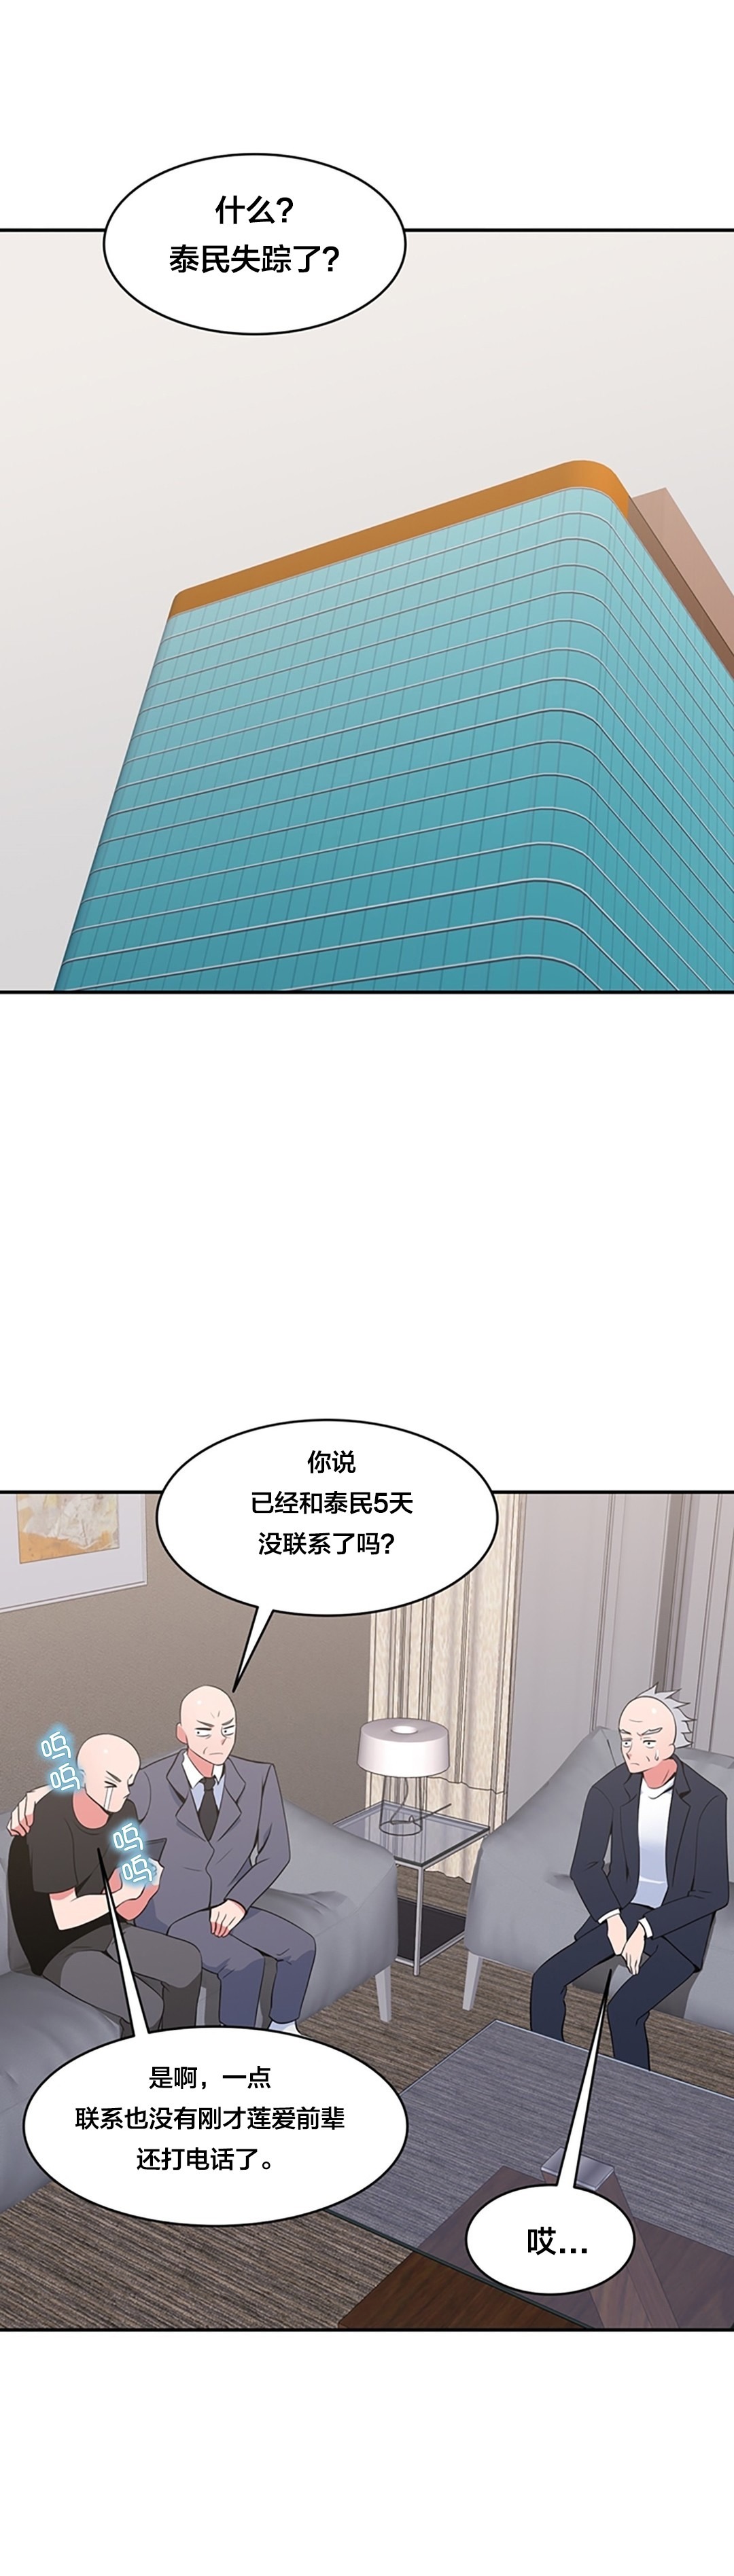 什么?
泰民失踪了?
你说
已经和泰民5天
没联系了吗?
呜
呜
呜
呜
是啊，一点
联系也没有刚才莲爱前辈
还打电话了。
哎...